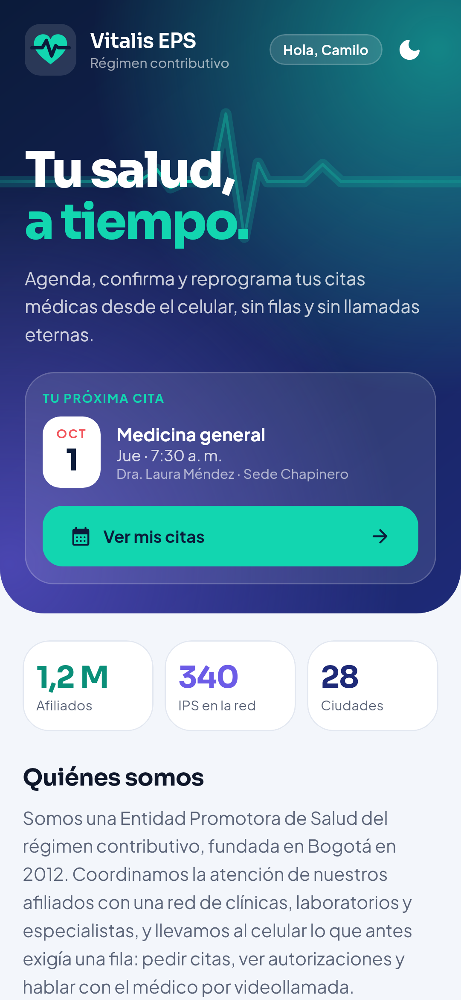 Vitalis EPS
Régimen contributivo
Hola, Camilo
Tu salud,
a tiempo.
Agenda, confirma y reprograma tus citas
médicas desde el celular, sin filas y sin llamadas
eternas.
TU PRÓXIMA CITA
OCT
1
Medicina general
Jue · 7:30 a. m.
Dra. Laura Méndez · Sede Chapinero
Ver mis citas
1,2 M
Afiliados
340
IPS en la red
28
Ciudades
Quiénes somos
Somos una Entidad Promotora de Salud del
régimen contributivo, fundada en Bogotá en
2012. Coordinamos la atención de nuestros
afiliados con una red de clínicas, laboratorios y
especialistas, y llevamos al celular lo que antes
exigía una fila: pedir citas, ver autorizaciones y
hablar con el médico por videollamada.